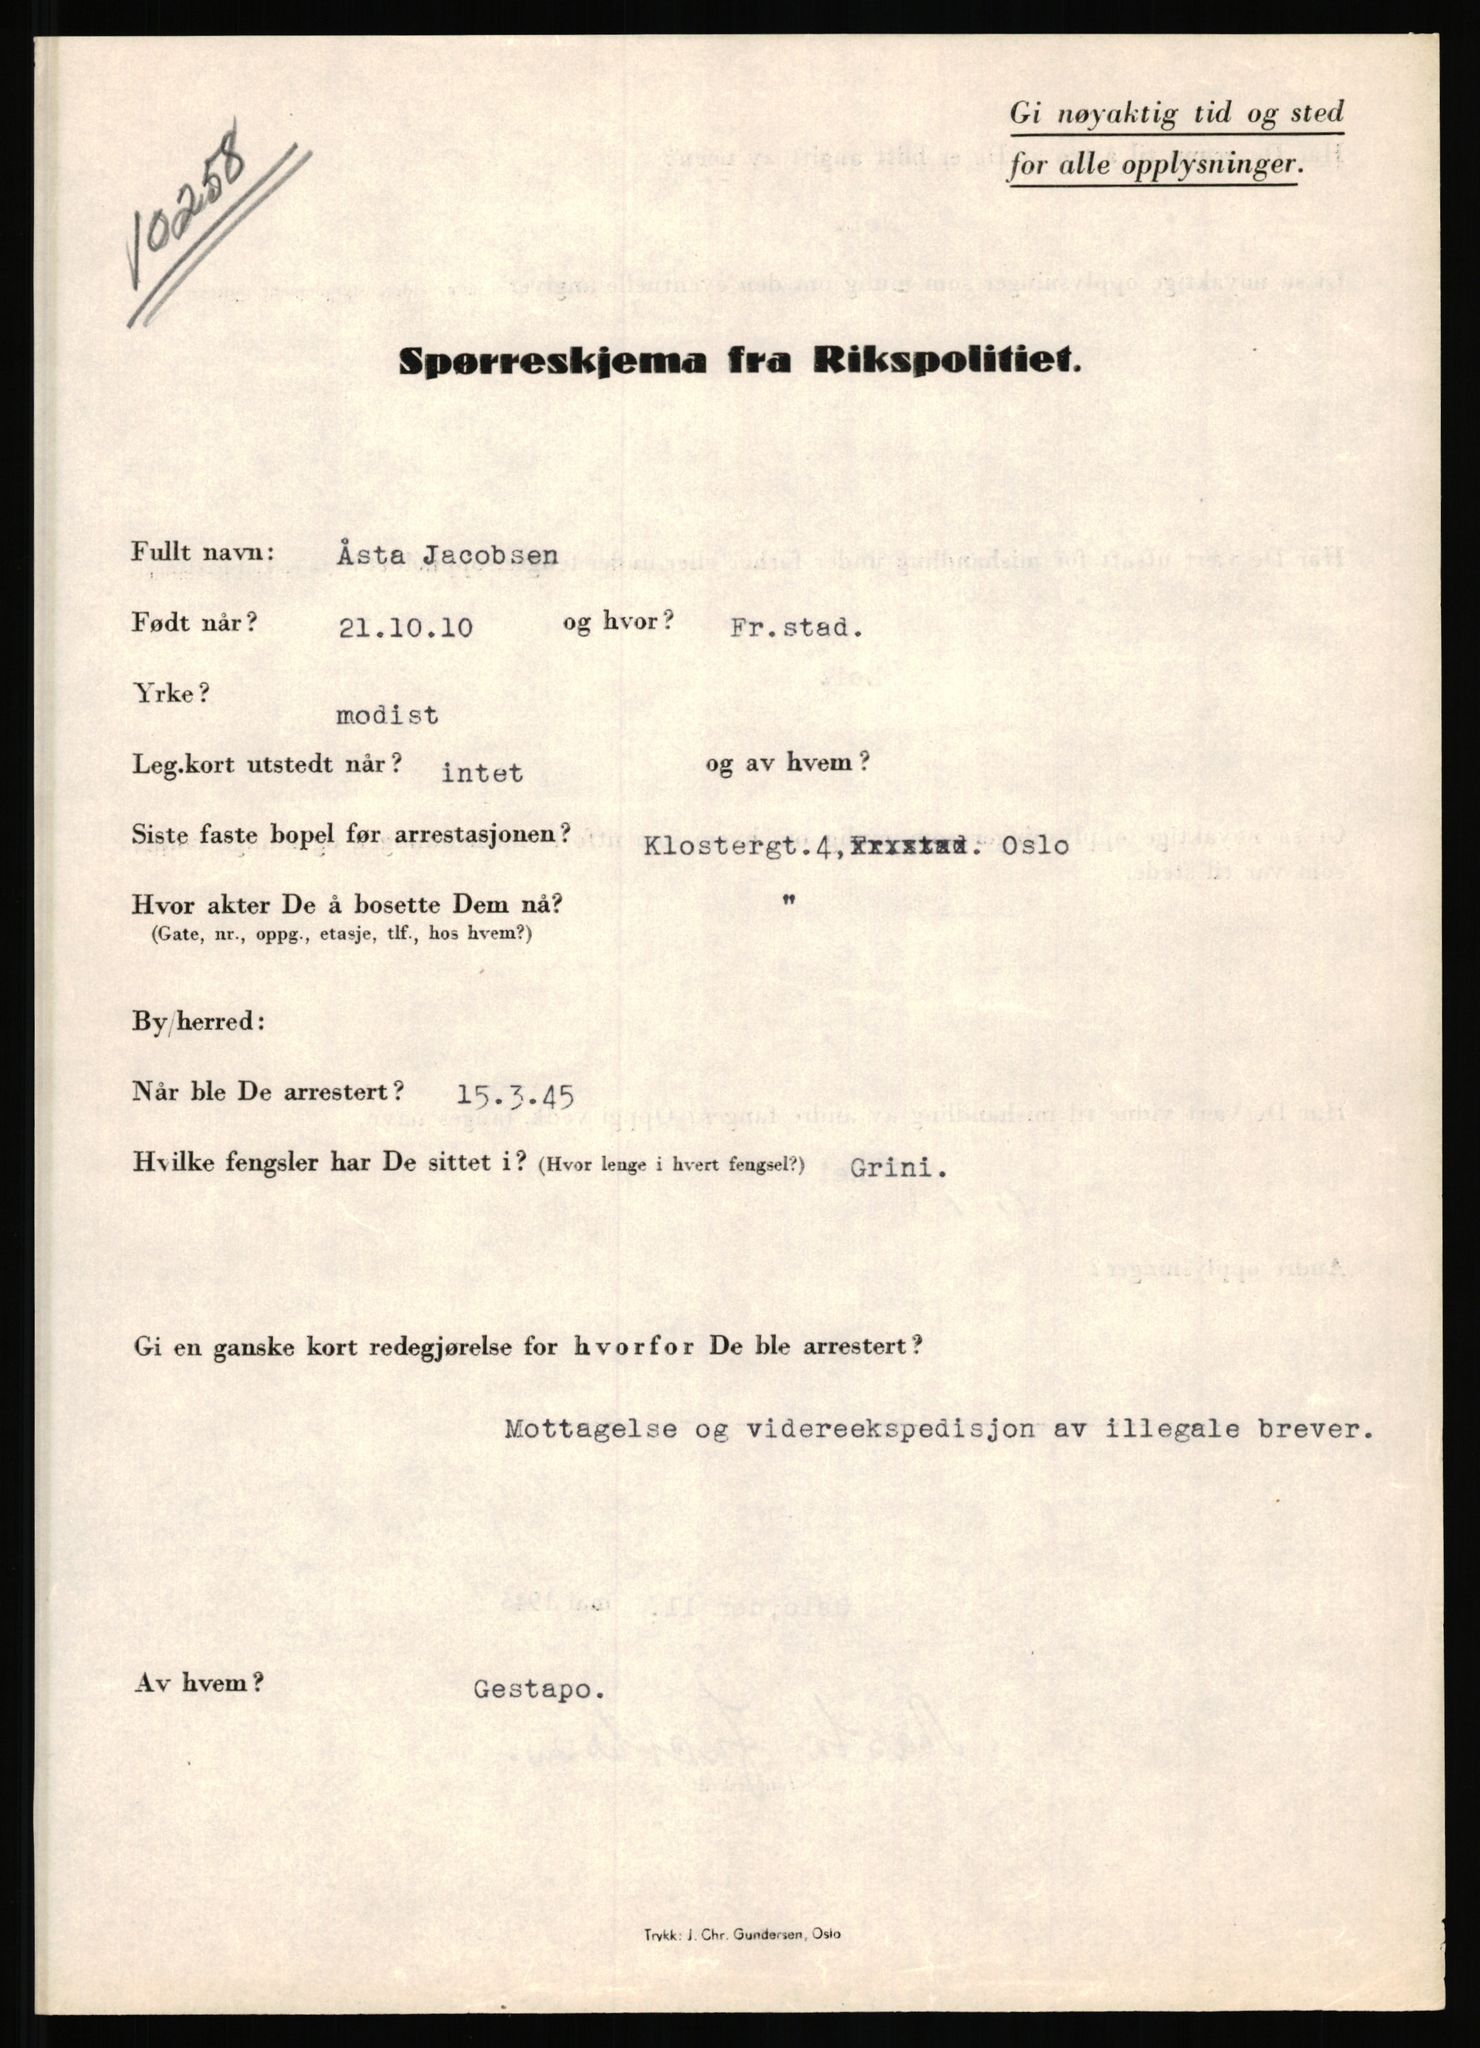 10258
Gi nøyaktig tid og sted
for alle opplysninger.
Spørreskjema fra Rikspolitiet.
Fullt navn: Åsta Jacobsen
Født når? 21.10.10 og hvor? Fr.stad.
Yrke? modist
Leg.kort utstedt når? intet og av hvem?
Siste faste bopel før arrestasjonen? Klostergt.4, Oslo
Hvor akter De å bosette Dem nå? "
(Gate, nr., oppg., etasje, tlf., hos hvem?)
By/herred:
Når ble De arrestert? 15.3.45
Hvilke fengsler har De sittet i? (Hvor lenge i hvert fengsel?) Grini.
Gi en ganske kort redegjørelse for hvorfor De ble arrestert?
Mottagelse og videreekspedisjon av illegale brever.
Av hvem? Gestapo.
Trykk: J. Chr. Gundersen, Oslo